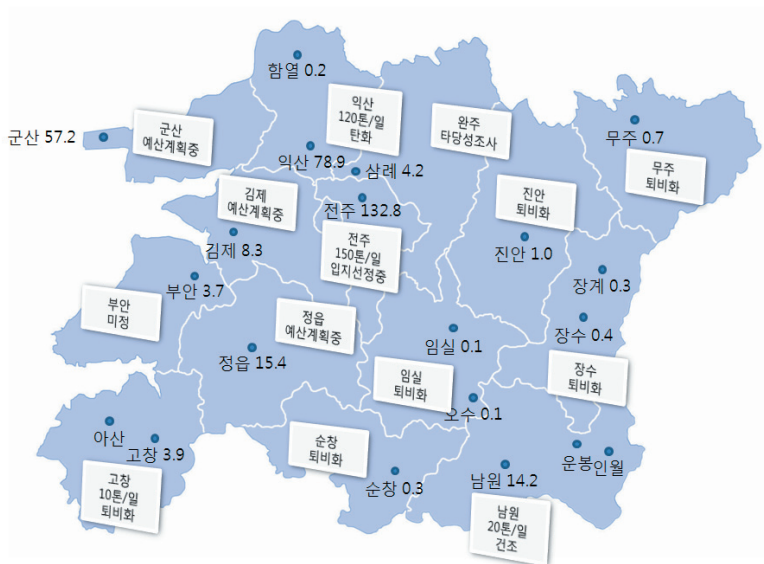 함열 0.2
익산
120톤/일
탄화
완주
타당성조사
무주 0.7
군산 57.2
군산
예산계획중
익산 78.9
삼례 4.2
무주
퇴비화
김제
예산계획중
전주 132.8
진안
퇴비화
김제 8.3
전주
150톤/일
입지선정중
진안 1.0
장계 0.3
부안 3.7
부안
미정
정읍
예산계획중
임실 0.1
장수 0.4
정읍 15.4
임실
퇴비화
장수
퇴비화
오수 0.1
아산
고창 3.9
순창
퇴비화
운봉
인월
순창 0.3
남원 14.2
고창
10톤/일
퇴비화
남원
20톤/일
건조